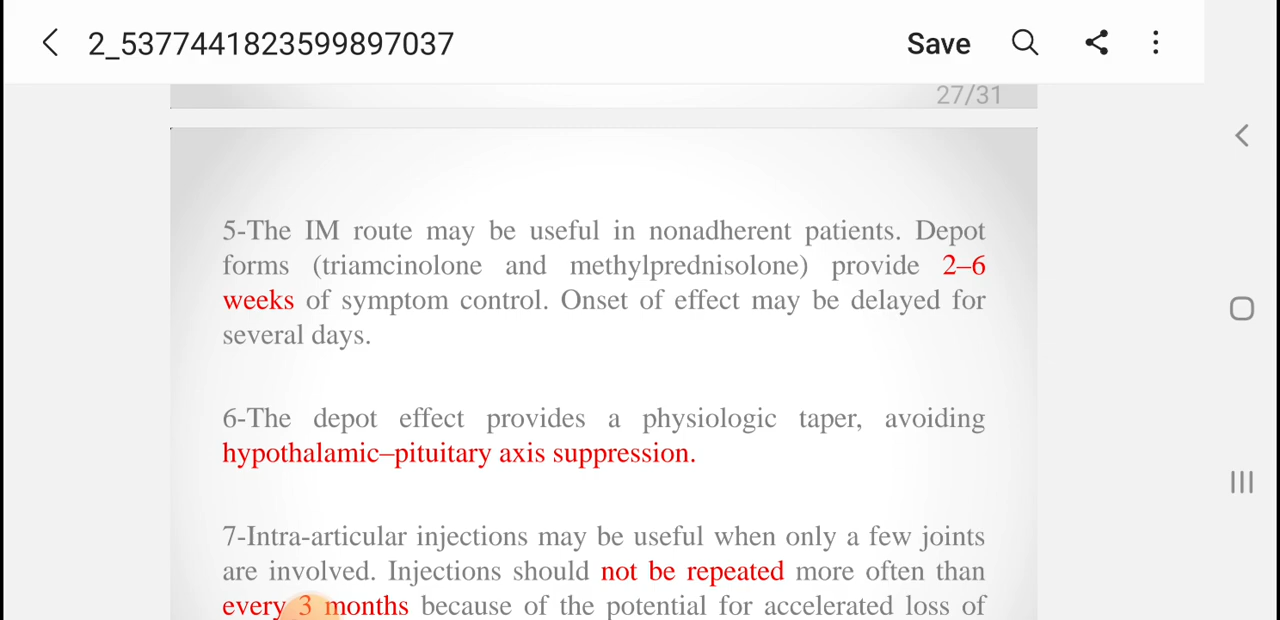 2_5377441823599897037
Save
27/31
5-The IM route may be useful in nonadherent patients. Depot
forms (triamcinolone and methylprednisolone) provide 2–6
weeks of symptom control. Onset of effect may be delayed for
several days.
6-The depot effect provides a physiologic taper, avoiding
hypothalamic–pituitary axis suppression.
7-Intra-articular injections may be useful when only a few joints
are involved. Injections should not be repeated more often than
every 3 months because of the potential for accelerated loss of